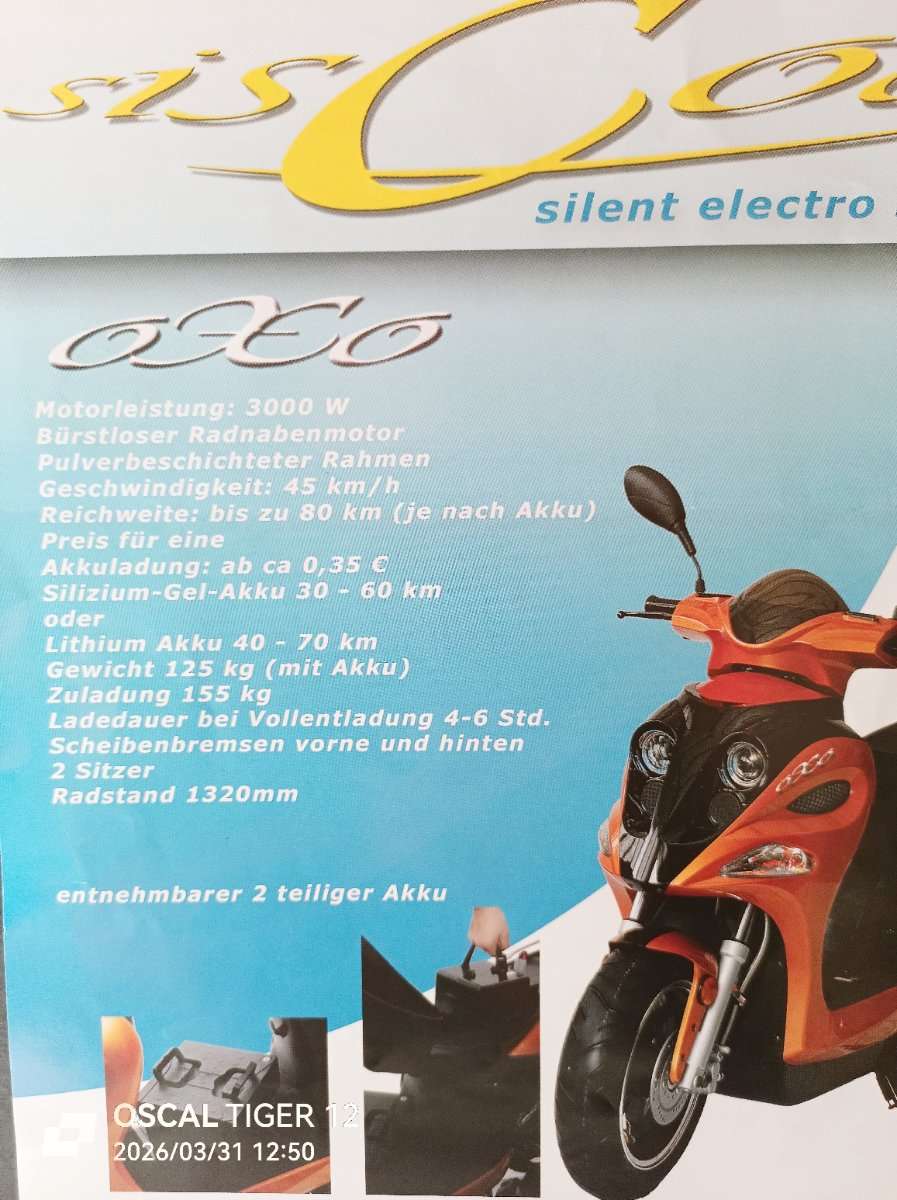 silent electro
oXo
Motorleistung: 3000 W
Bürstloser Radnabenmotor
Pulverbeschichteter Rahmen
Geschwindigkeit: 45 km/h
Reichweite: bis zu 80 km (je nach Akku)
Preis für eine
Akkuladung: ab ca 0,35 €
Silizium-Gel-Akku 30 - 60 km
oder
Lithium Akku 40 - 70 km
Gewicht 125 kg (mit Akku)
Zuladung 155 kg
Ladedauer bei Vollentladung 4-6 Std.
Scheibenbremsen vorne und hinten
2 Sitzer
Radstand 1320mm
oXo
entnehmbarer 2 teiliger Akku
OSCAL TIGER 12
2026/03/31 12:50